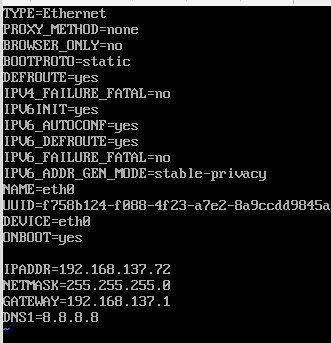 TYPE=Ethernet
PROXY_METHOD=none
BROWSER_ONLY=no
BOOTPROTO=static
DEFROUTE=yes
IPV4_FAILURE_FATAL=no
IPV6INIT=yes
IPV6_AUTOCONF=yes
IPV6_DEFROUTE=yes
IPV6_FAILURE_FATAL=no
IPV6_ADDR_GEN_MODE=stable-privacy
NAME=eth0
UUID=f758b124-f088-4f23-a7e2-8a9ccdd9845a
DEVICE=eth0
ONBOOT=yes
IPADDR=192.168.137.72
NETMASK=255.255.255.0
GATEWAY=192.168.137.1
DNS1=8.8.8.8
~